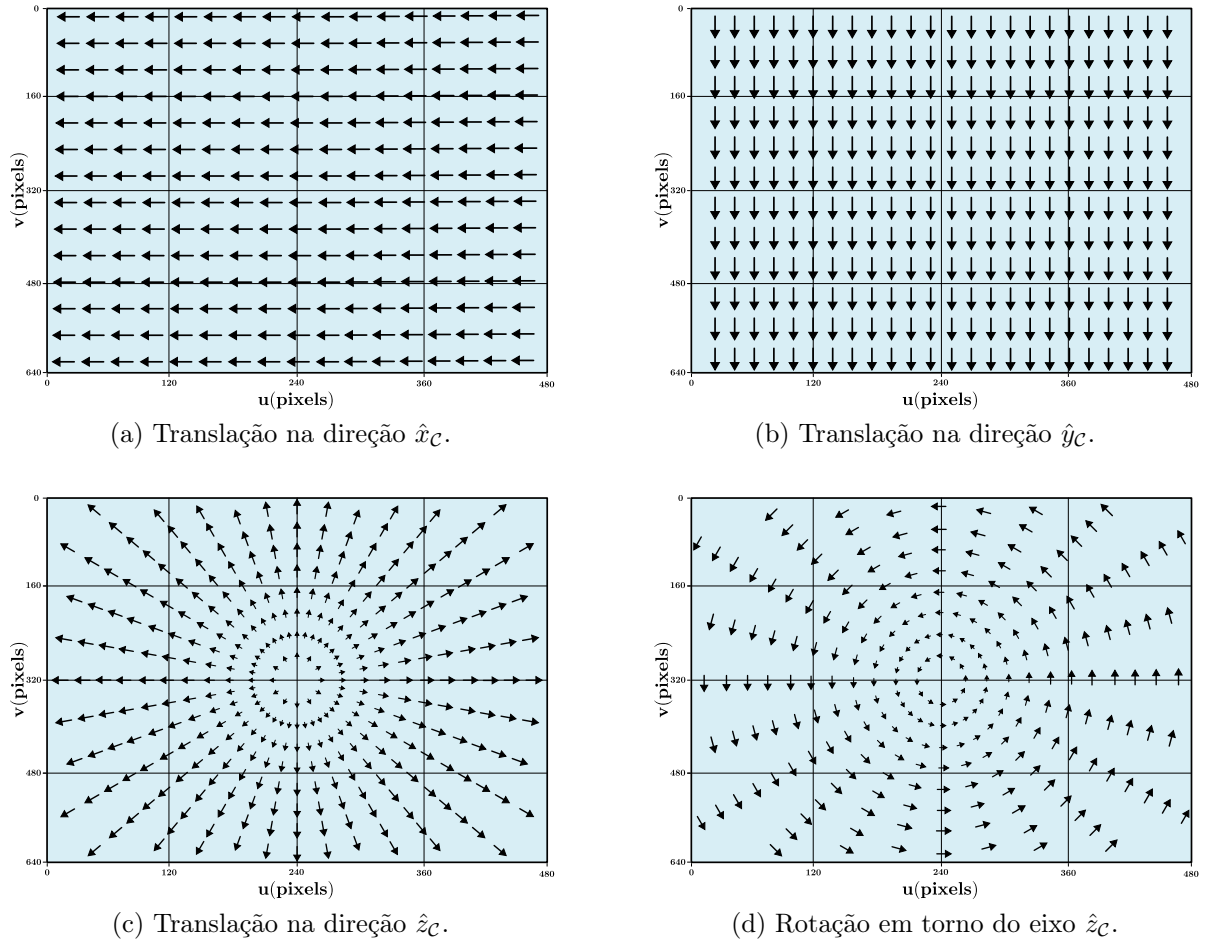 0
160
320
480
640
v(pixels)
0 120 240 360 480
u(pixels)
(a) Translação na direção x̂_C.
0
160
320
480
640
v(pixels)
0 120 240 360 480
u(pixels)
(b) Translação na direção ŷ_C.
0
160
320
480
640
v(pixels)
0 120 240 360 480
u(pixels)
(c) Translação na direção ẑ_C.
0
160
320
480
640
v(pixels)
0 120 240 360 480
u(pixels)
(d) Rotação em torno do eixo ẑ_C.